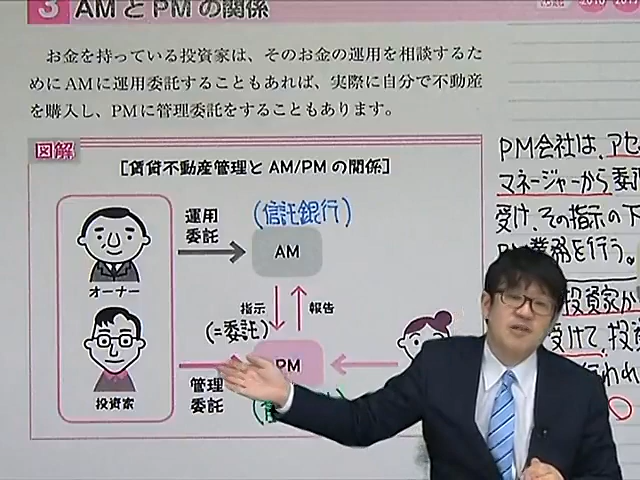 3 AM と PM の関係
2016 2017
お金を持っている投資家は、そのお金の運用を相談するた
めにAMに運用委託することもあれば、実際に自分で不動産
を購入し、PMに管理委託をすることもあります。
図解
[賃貸不動産管理と AM/PM の関係]
運用
委託
(信託銀行)
AM
オーナー
指示
報告
(=委託)
PM
投資家
管理
委託
PM会社は、アセ
マネージャーから委託
受け、その指示の下
PM業務を行う。
投資家か
受けて、投資
行われ